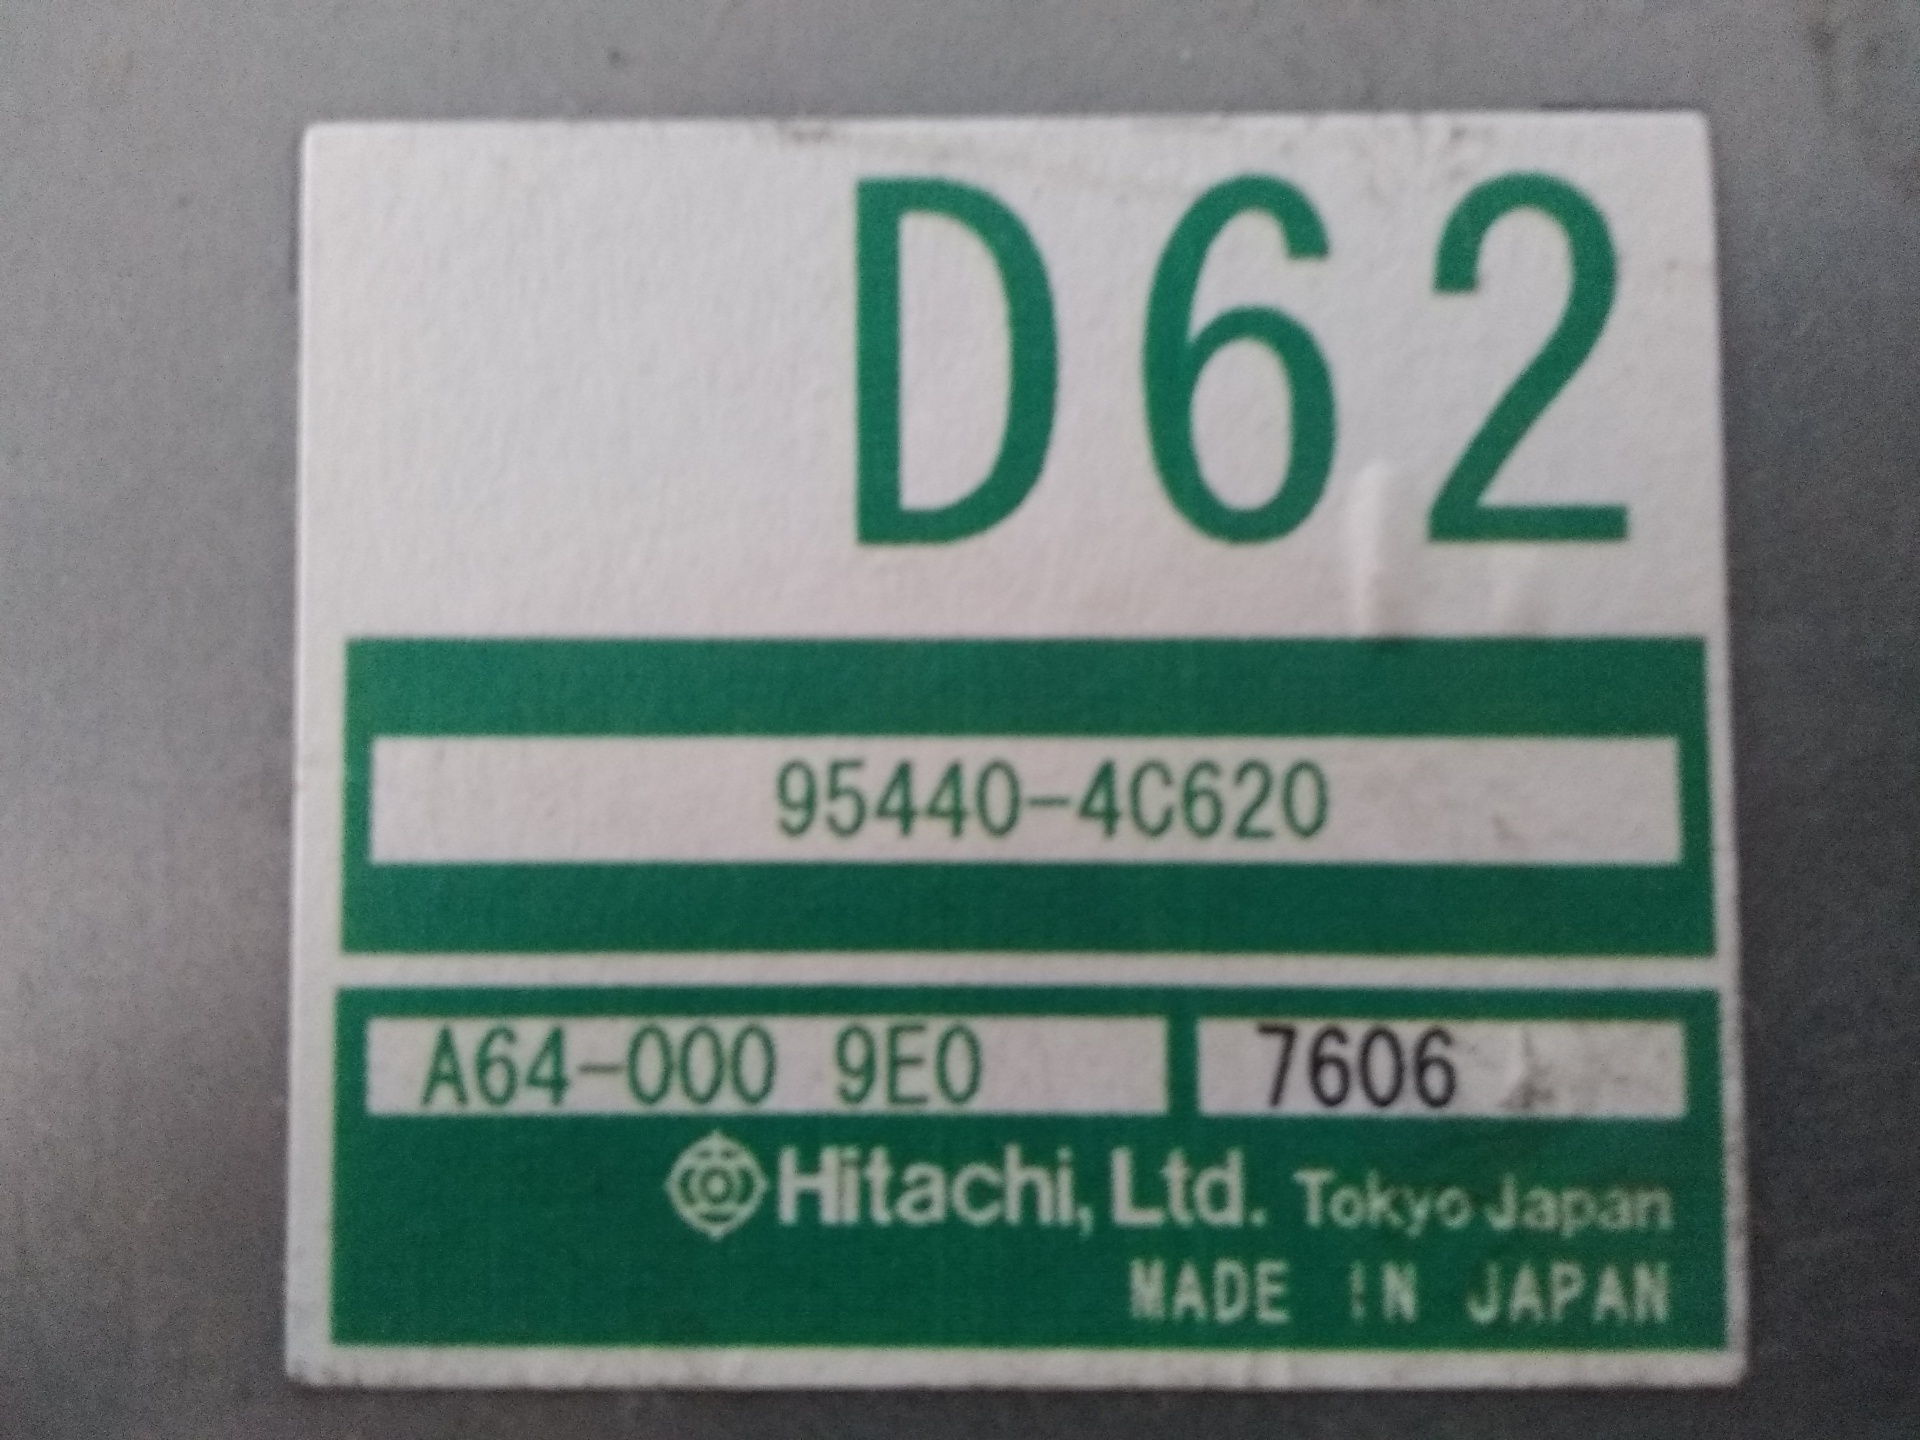 D62
95440-4C620
A64-000 9E0 7606
Hitachi, Ltd. Tokyo Japan
MADE IN JAPAN